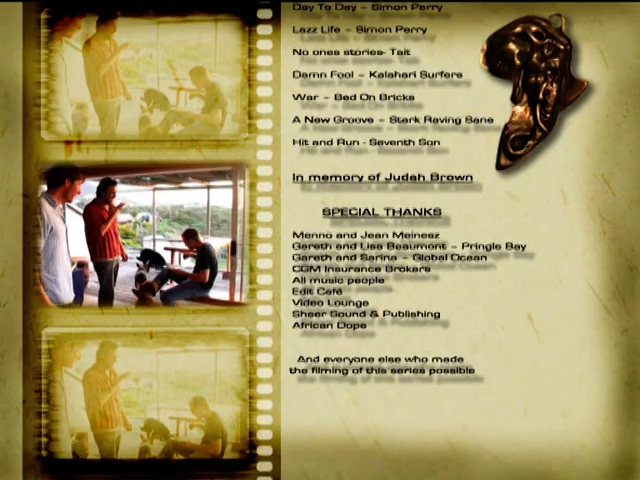 Day To Day – Simon Perry
Lazz Life – Simon Perry
No ones stories- Tait
Damn Fool – Kalahari Surfers
War – Bed On Bricks
A New Groove – Stark Raving Sane
Hit and Run - Seventh Son
In memory of Judah Brown
SPECIAL THANKS
Menno and Jean Meinesz
Gareth and Lisa Beaumont – Pringle Bay
Gareth and Sarina – Global Ocean
CGM Insurance Brokers
All music people
Edit Café
Video Lounge
Sheer Sound & Publishing
African Dope
And everyone else who made
the filming of this series possible